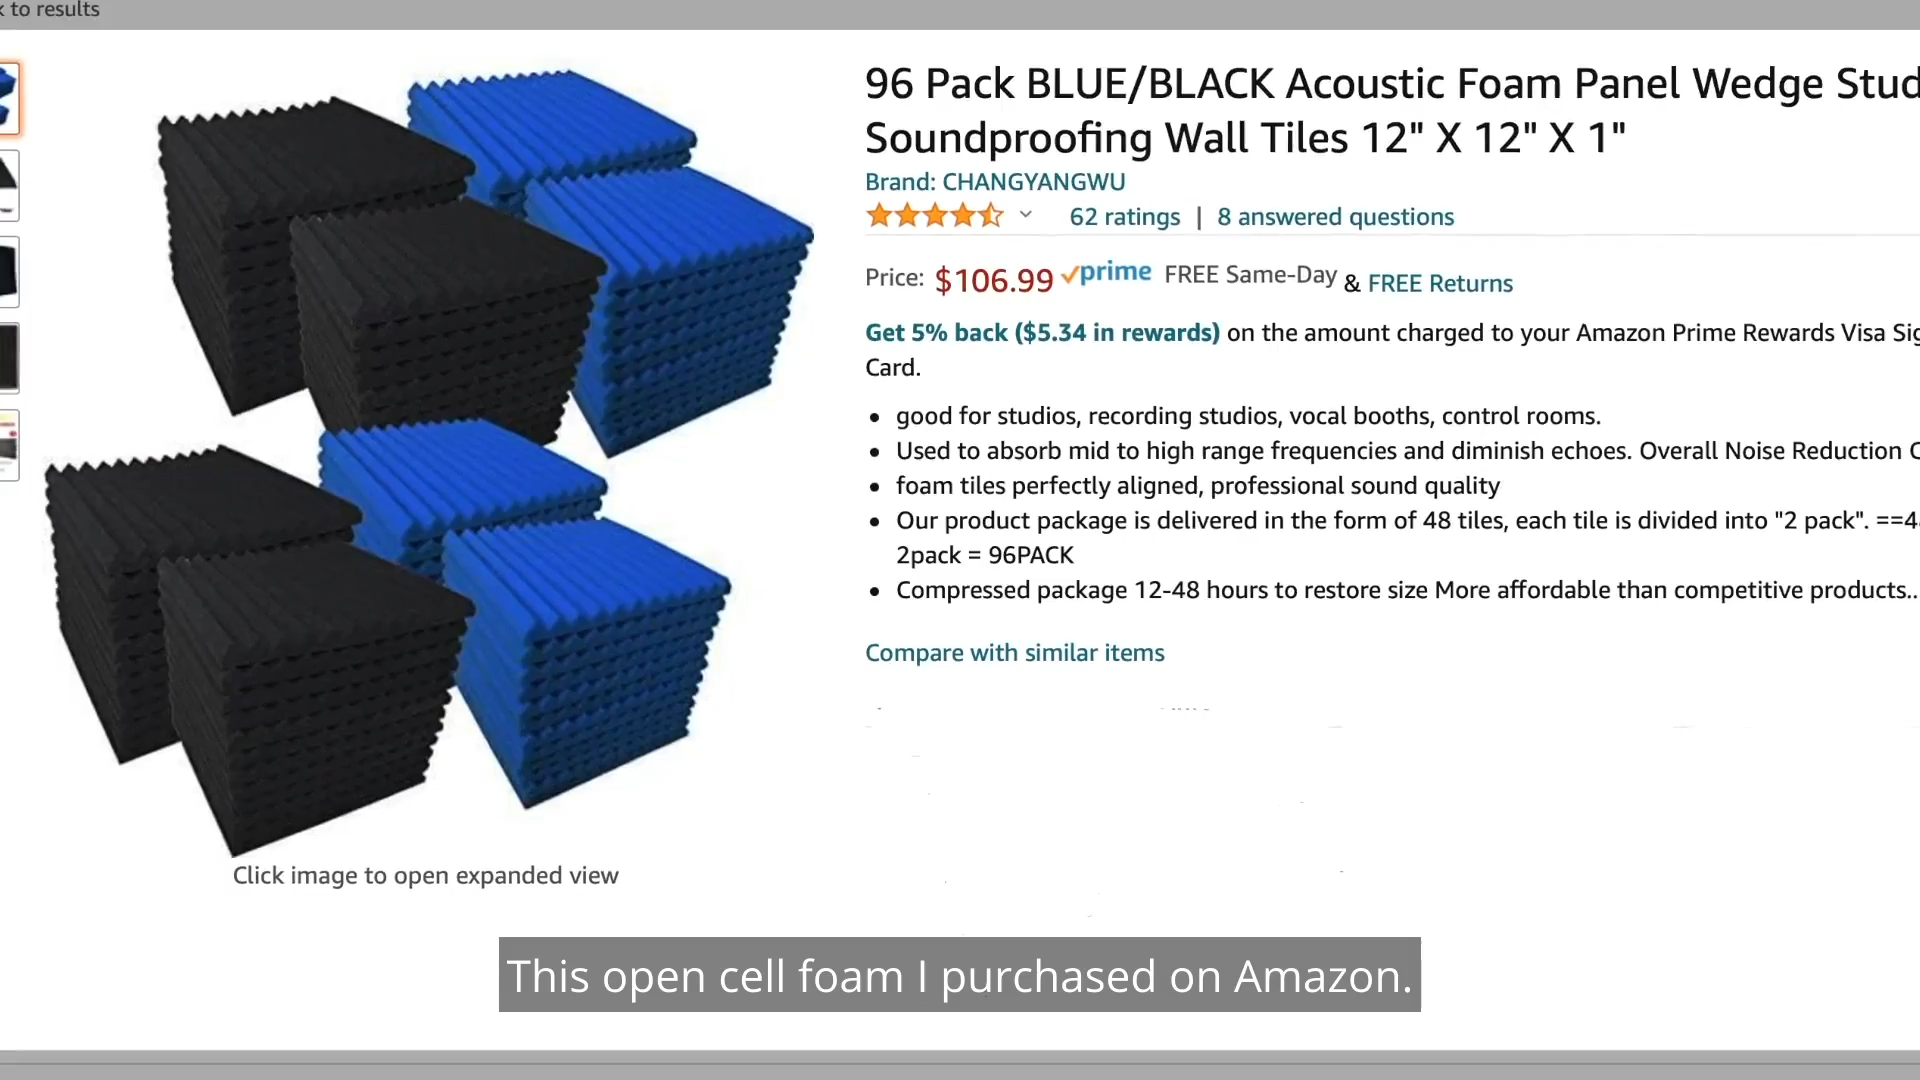 to results
96 Pack BLUE/BLACK Acoustic Foam Panel Wedge Stud
Soundproofing Wall Tiles 12" X 12" X 1"
Brand: CHANGYANGWU
62 ratings | 8 answered questions
Price: $106.99 prime FREE Same-Day & FREE Returns
Get 5% back ($5.34 in rewards) on the amount charged to your Amazon Prime Rewards Visa Sig
Card.
good for studios, recording studios, vocal booths, control rooms.
Used to absorb mid to high range frequencies and diminish echoes. Overall Noise Reduction C
foam tiles perfectly aligned, professional sound quality
Our product package is delivered in the form of 48 tiles, each tile is divided into "2 pack". ==4
2pack = 96PACK
Compressed package 12-48 hours to restore size More affordable than competitive products..
Compare with similar items
Click image to open expanded view
This open cell foam I purchased on Amazon.